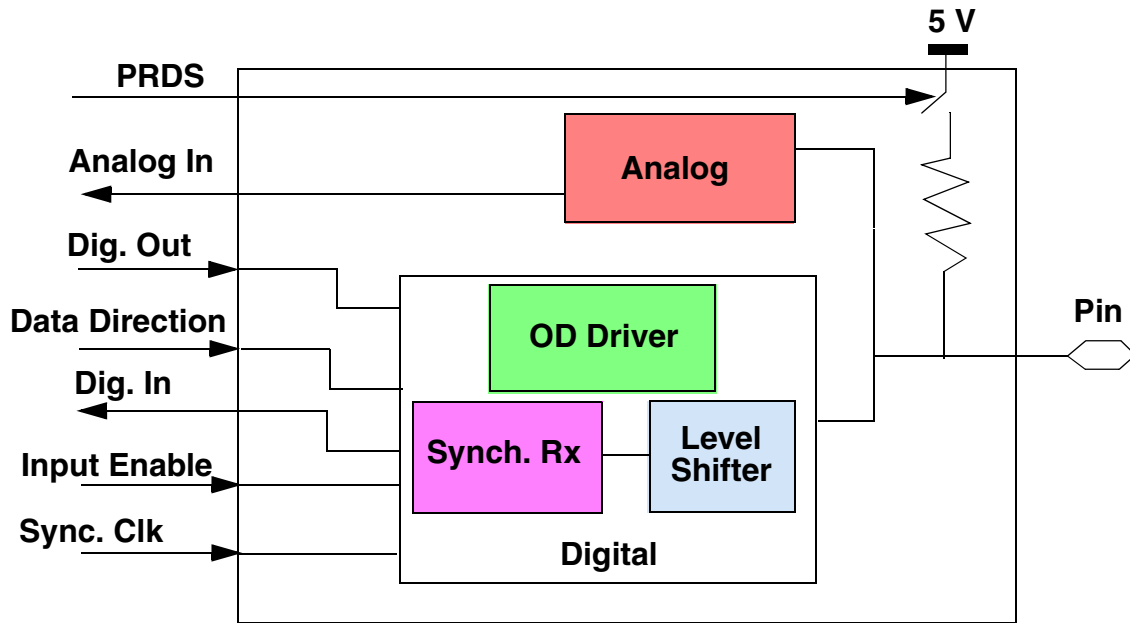 5 V
PRDS
Analog In
Analog
Dig. Out
Data Direction
Pin
OD Driver
Dig. In
Synch. Rx
Level
Shifter
Input Enable
Sync. Clk
Digital